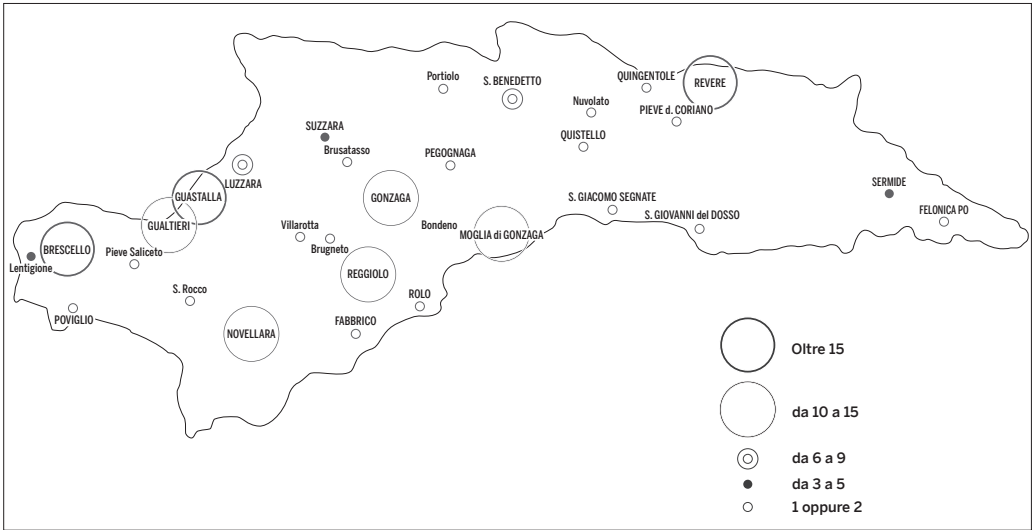 Portiolo
S. BENEDETTO
QUINGENTOLE
REVERE
Nuvolato
PIEVE d. CORIANO
SUZZARA
Brusatasso
PEGOGNAGA
QUISTELLO
LUZZARA
GUASTALLA
GONZAGA
SERMIDE
S. GIACOMO SEGNATE
S. GIOVANNI del DOSSO
FELONICA PO
GUALTIERI
Villarotta
Bondeno
MOGLIA di GONZAGA
BRESCELLO
Pieve Saliceto
Brugneto
Lentigione
REGGIOLO
S. Rocco
ROLO
POVIGLIO
NOVELLARA
FABBRICO
Oltre 15
da 10 a 15
da 6 a 9
da 3 a 5
1 oppure 2